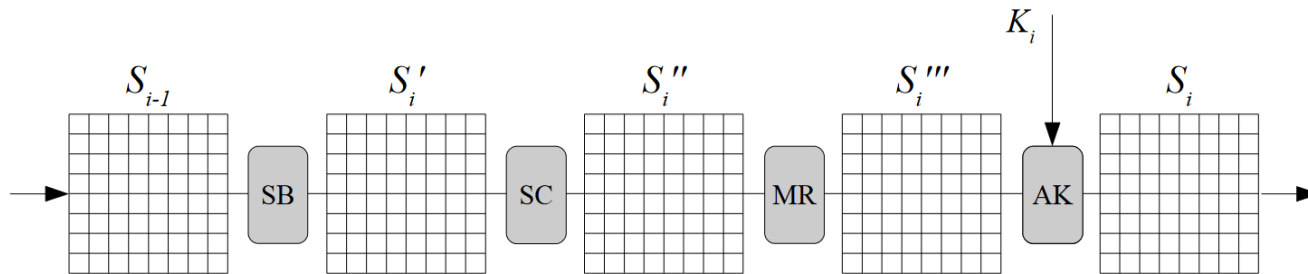 K_i
S_{i-1} S_i' S_i'' S_i''' S_i
SB SC MR AK